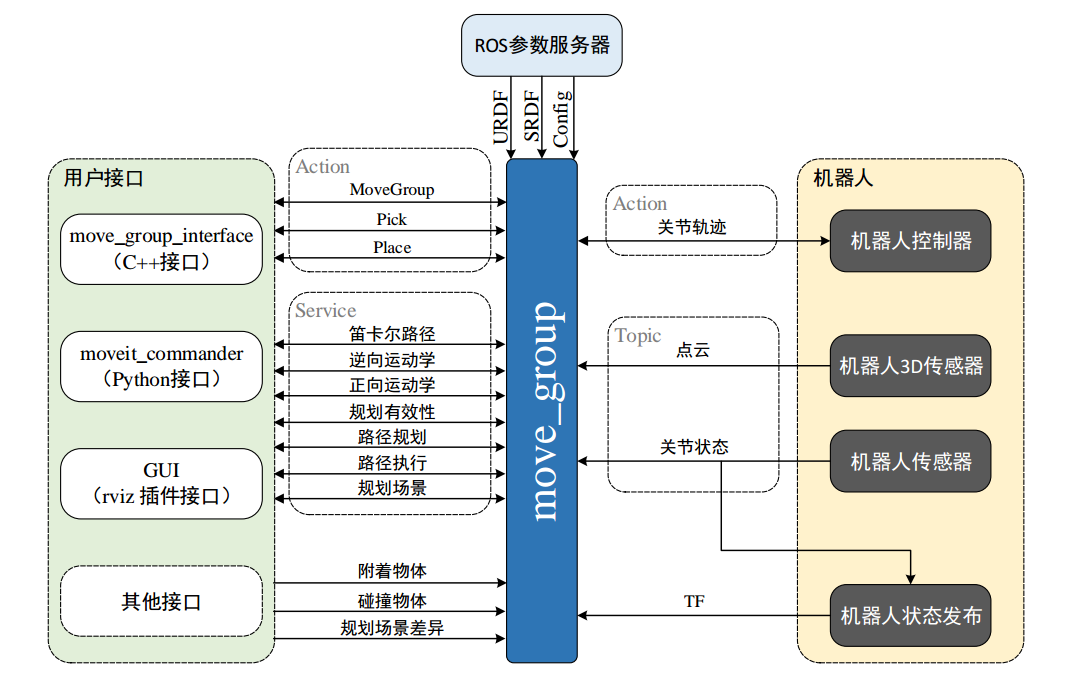 ROS参数服务器
URDF
SRDF
Config
用户接口
move_group_interface
（C++接口）
moveit_commander
（Python接口）
GUI
（rviz 插件接口）
其他接口
Action
MoveGroup
Pick
Place
Service
笛卡尔路径
逆向运动学
正向运动学
规划有效性
路径规划
路径执行
规划场景
附着物体
碰撞物体
规划场景差异
move_group
Action
关节轨迹
Topic
点云
关节状态
TF
机器人
机器人控制器
机器人3D传感器
机器人传感器
机器人状态发布